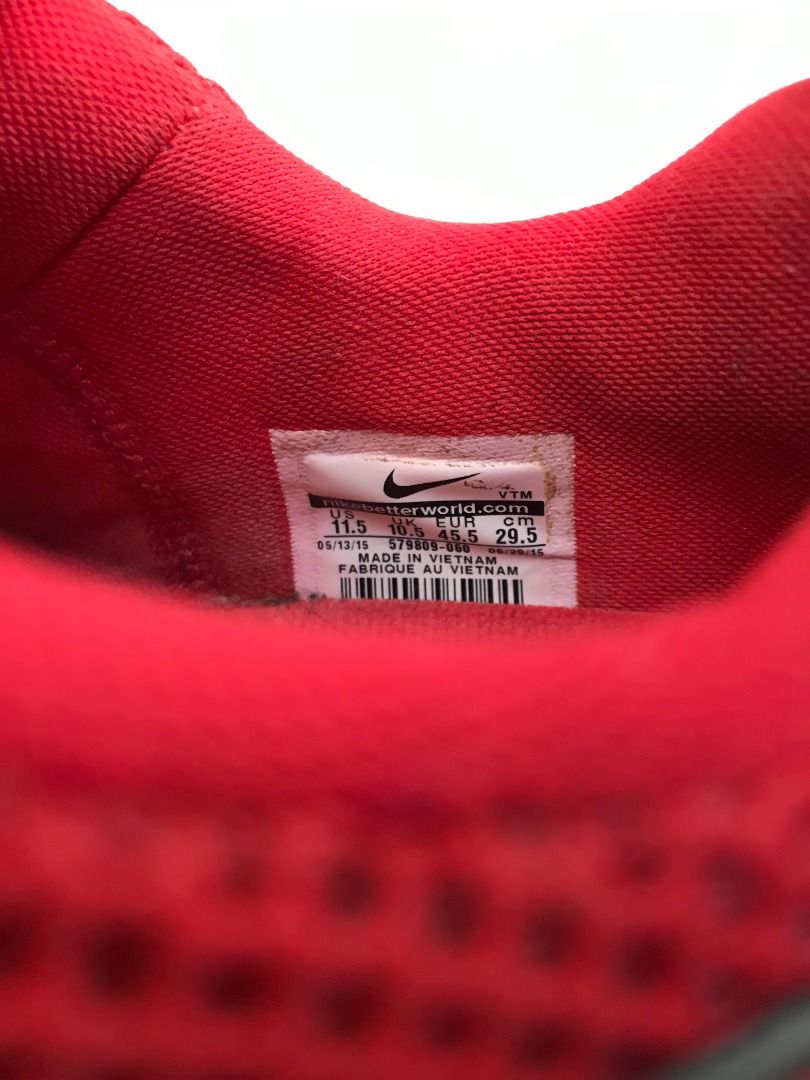 VTM
nikebetterworld.com
US UK EUR cm
11.5 10.5 45.5 29.5
05/13/15 579809-060 06/29/15
MADE IN VIETNAM
FABRIQUE AU VIETNAM